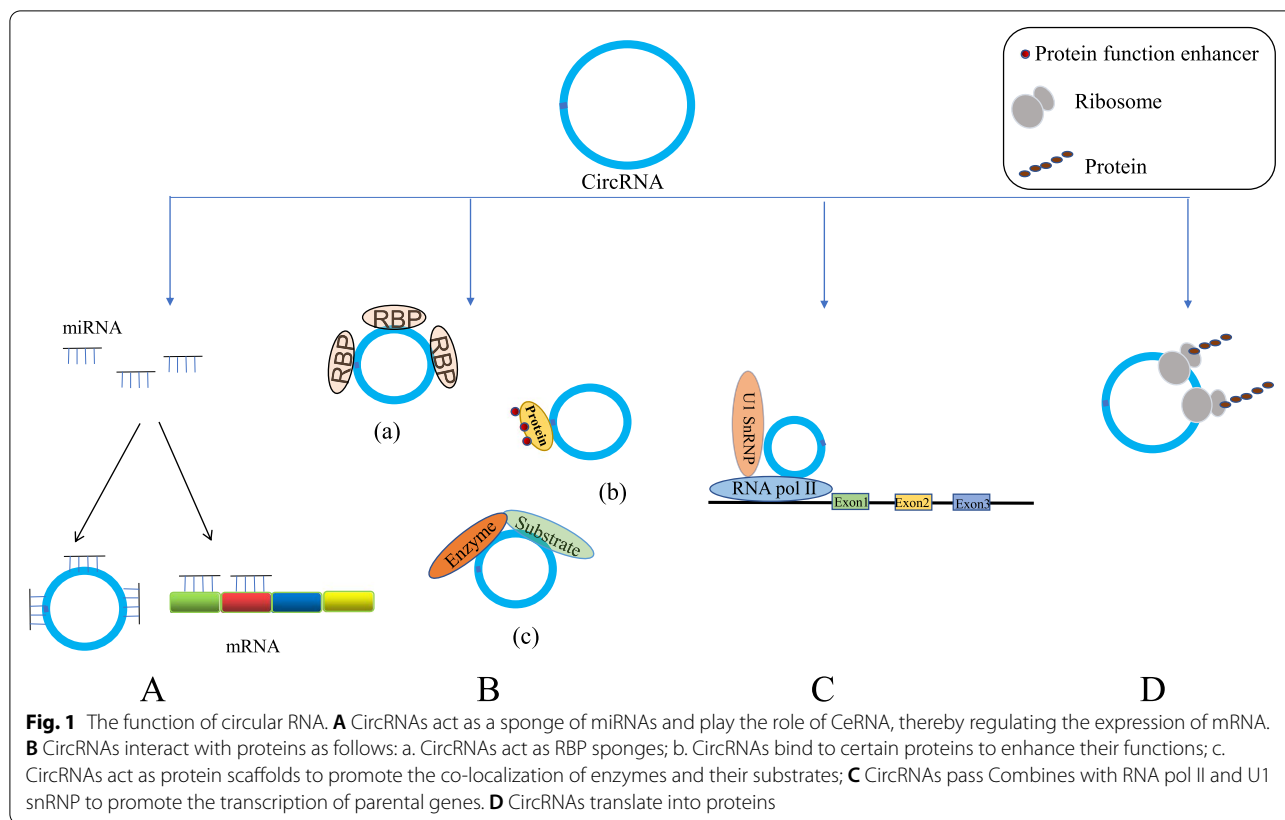 Protein function enhancer
Ribosome
Protein
CircRNA
miRNA
RBP
RBP
RBP
(a)
Protein
(b)
Enzyme
Substrate
(c)
U1 SnRNP
RNA pol II
Exon1
Exon2
Exon3
mRNA
A
B
C
D
Fig. 1 The function of circular RNA. A CircRNAs act as a sponge of miRNAs and play the role of CeRNA, thereby regulating the expression of mRNA.
B CircRNAs interact with proteins as follows: a. CircRNAs act as RBP sponges; b. CircRNAs bind to certain proteins to enhance their functions; c.
CircRNAs act as protein scaffolds to promote the co-localization of enzymes and their substrates; C CircRNAs pass Combines with RNA pol II and U1
snRNP to promote the transcription of parental genes. D CircRNAs translate into proteins